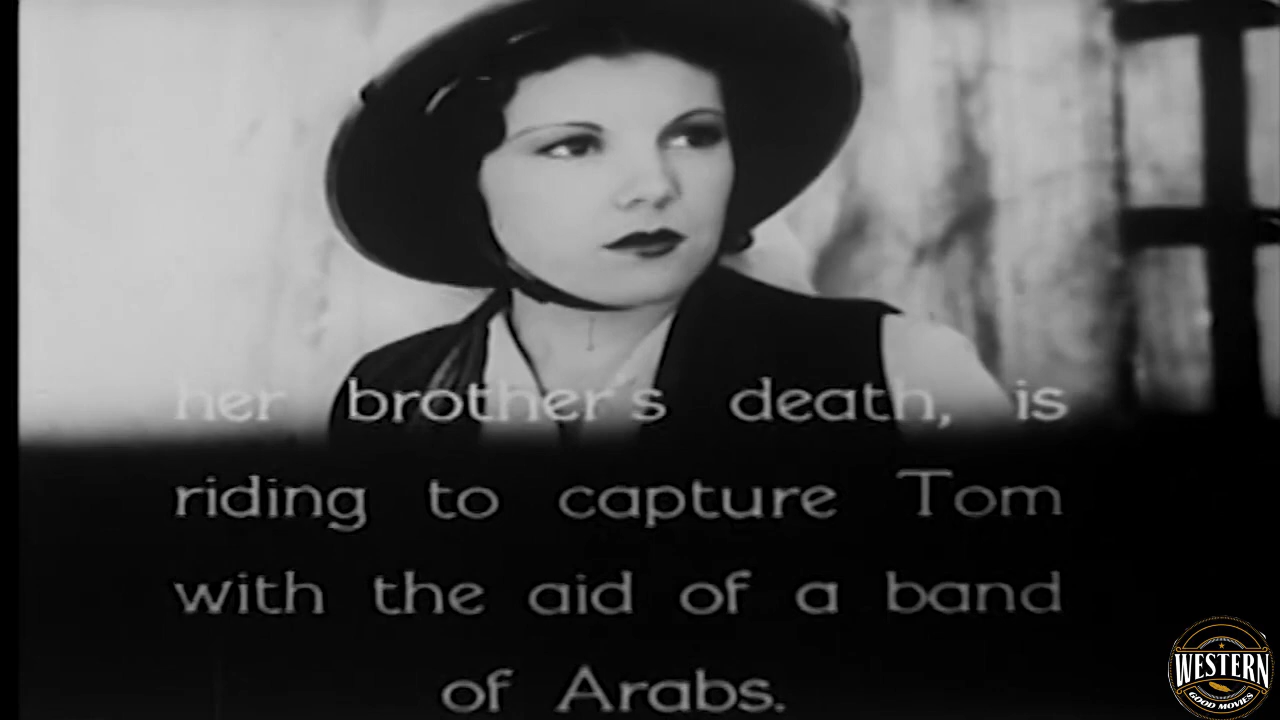 her brother's death, is
riding to capture Tom
with the aid of a band
of Arabs.
WESTERN
GOOD MOVIES